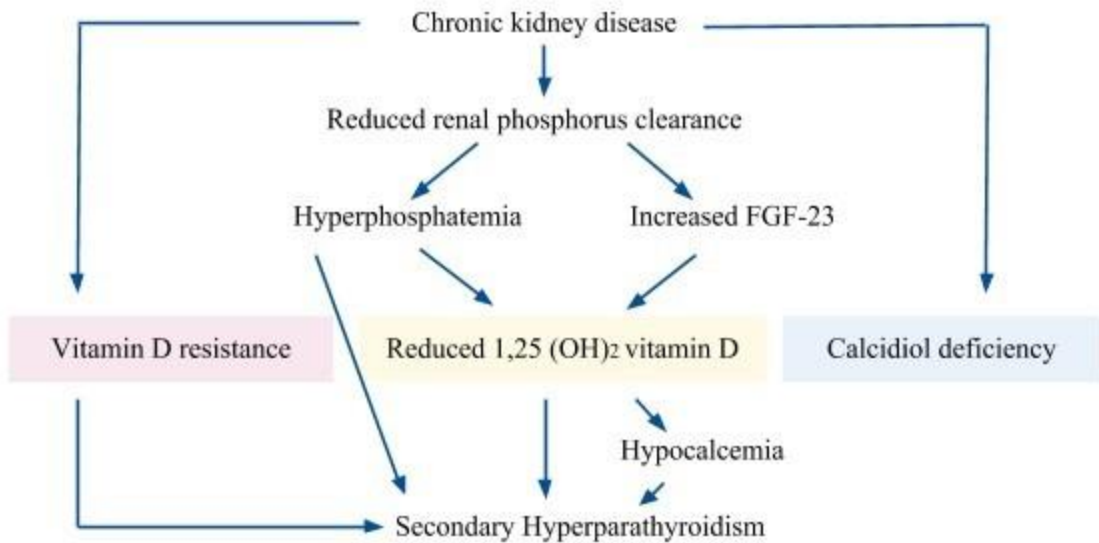 Chronic kidney disease
Reduced renal phosphorus clearance
Hyperphosphatemia
Increased FGF-23
Vitamin D resistance
Reduced 1,25 (OH)2 vitamin D
Calcidiol deficiency
Hypocalcemia
Secondary Hyperparathyroidism